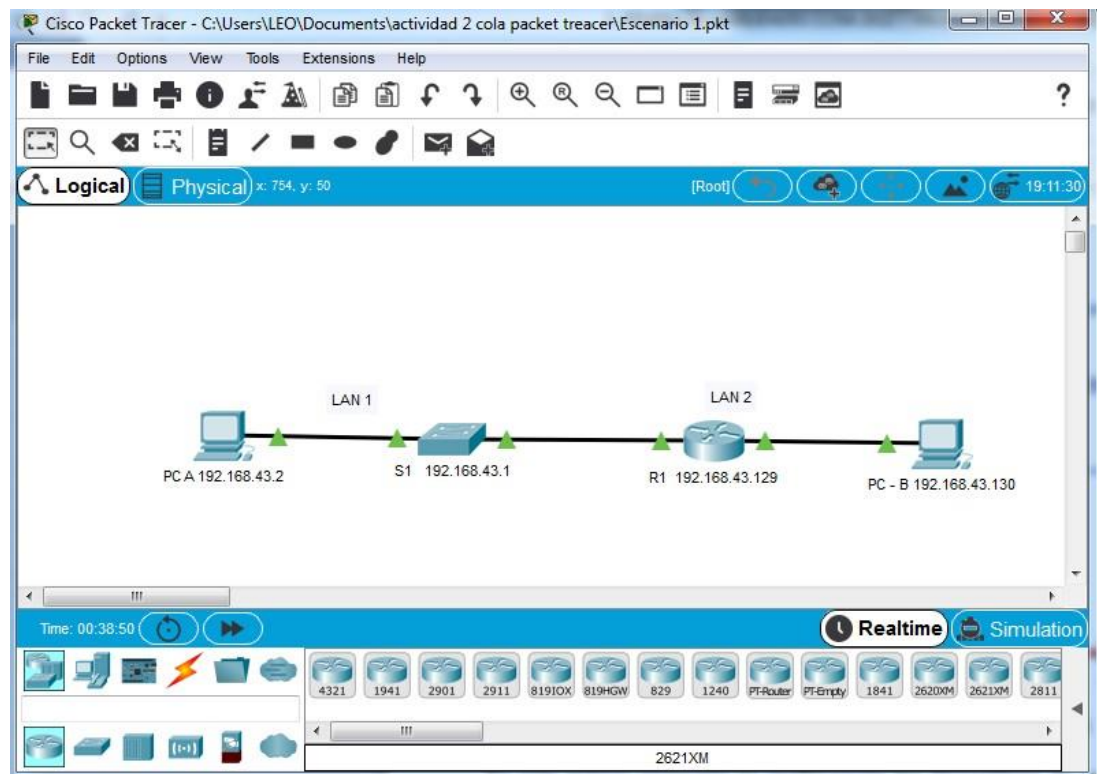 Cisco Packet Tracer - C:\Users\LEO\Documents\actividad 2 cola packet treacer\Escenario 1.pkt
File Edit Options View Tools Extensions Help
?
Logical Physical x: 754, y: 50 [Root] 19:11:30
LAN 1 LAN 2
PC A 192.168.43.2 S1 192.168.43.1 R1 192.168.43.129 PC - B 192.168.43.130
Time: 00:38:50 Realtime Simulation
4321 1941 2901 2911 819IOX 819HGW 829 1240 PT-Router PT-Empty 1841 2620XM 2621XM 2811
2621XM